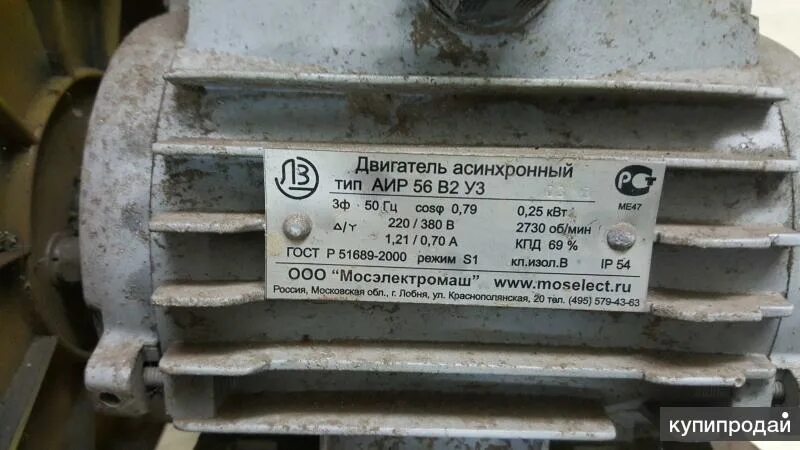 ЛЗ
Двигатель асинхронный
тип АИР 56 В2 У3
РСТ
МЕ47
3ф · 50 Гц cosφ 0,79 0,25 кВт
Δ/Y 220 / 380 В 2730 об/мин
1,21 / 0,70 А КПД 69 %
ГОСТ Р 51689-2000 режим S1 кл.изол.В IP 54
ООО "Мосэлектромаш" www.moselect.ru
Россия, Московская обл., г. Лобня, ул. Краснополянская, 20 тел. (495) 579-43-63
купипродай